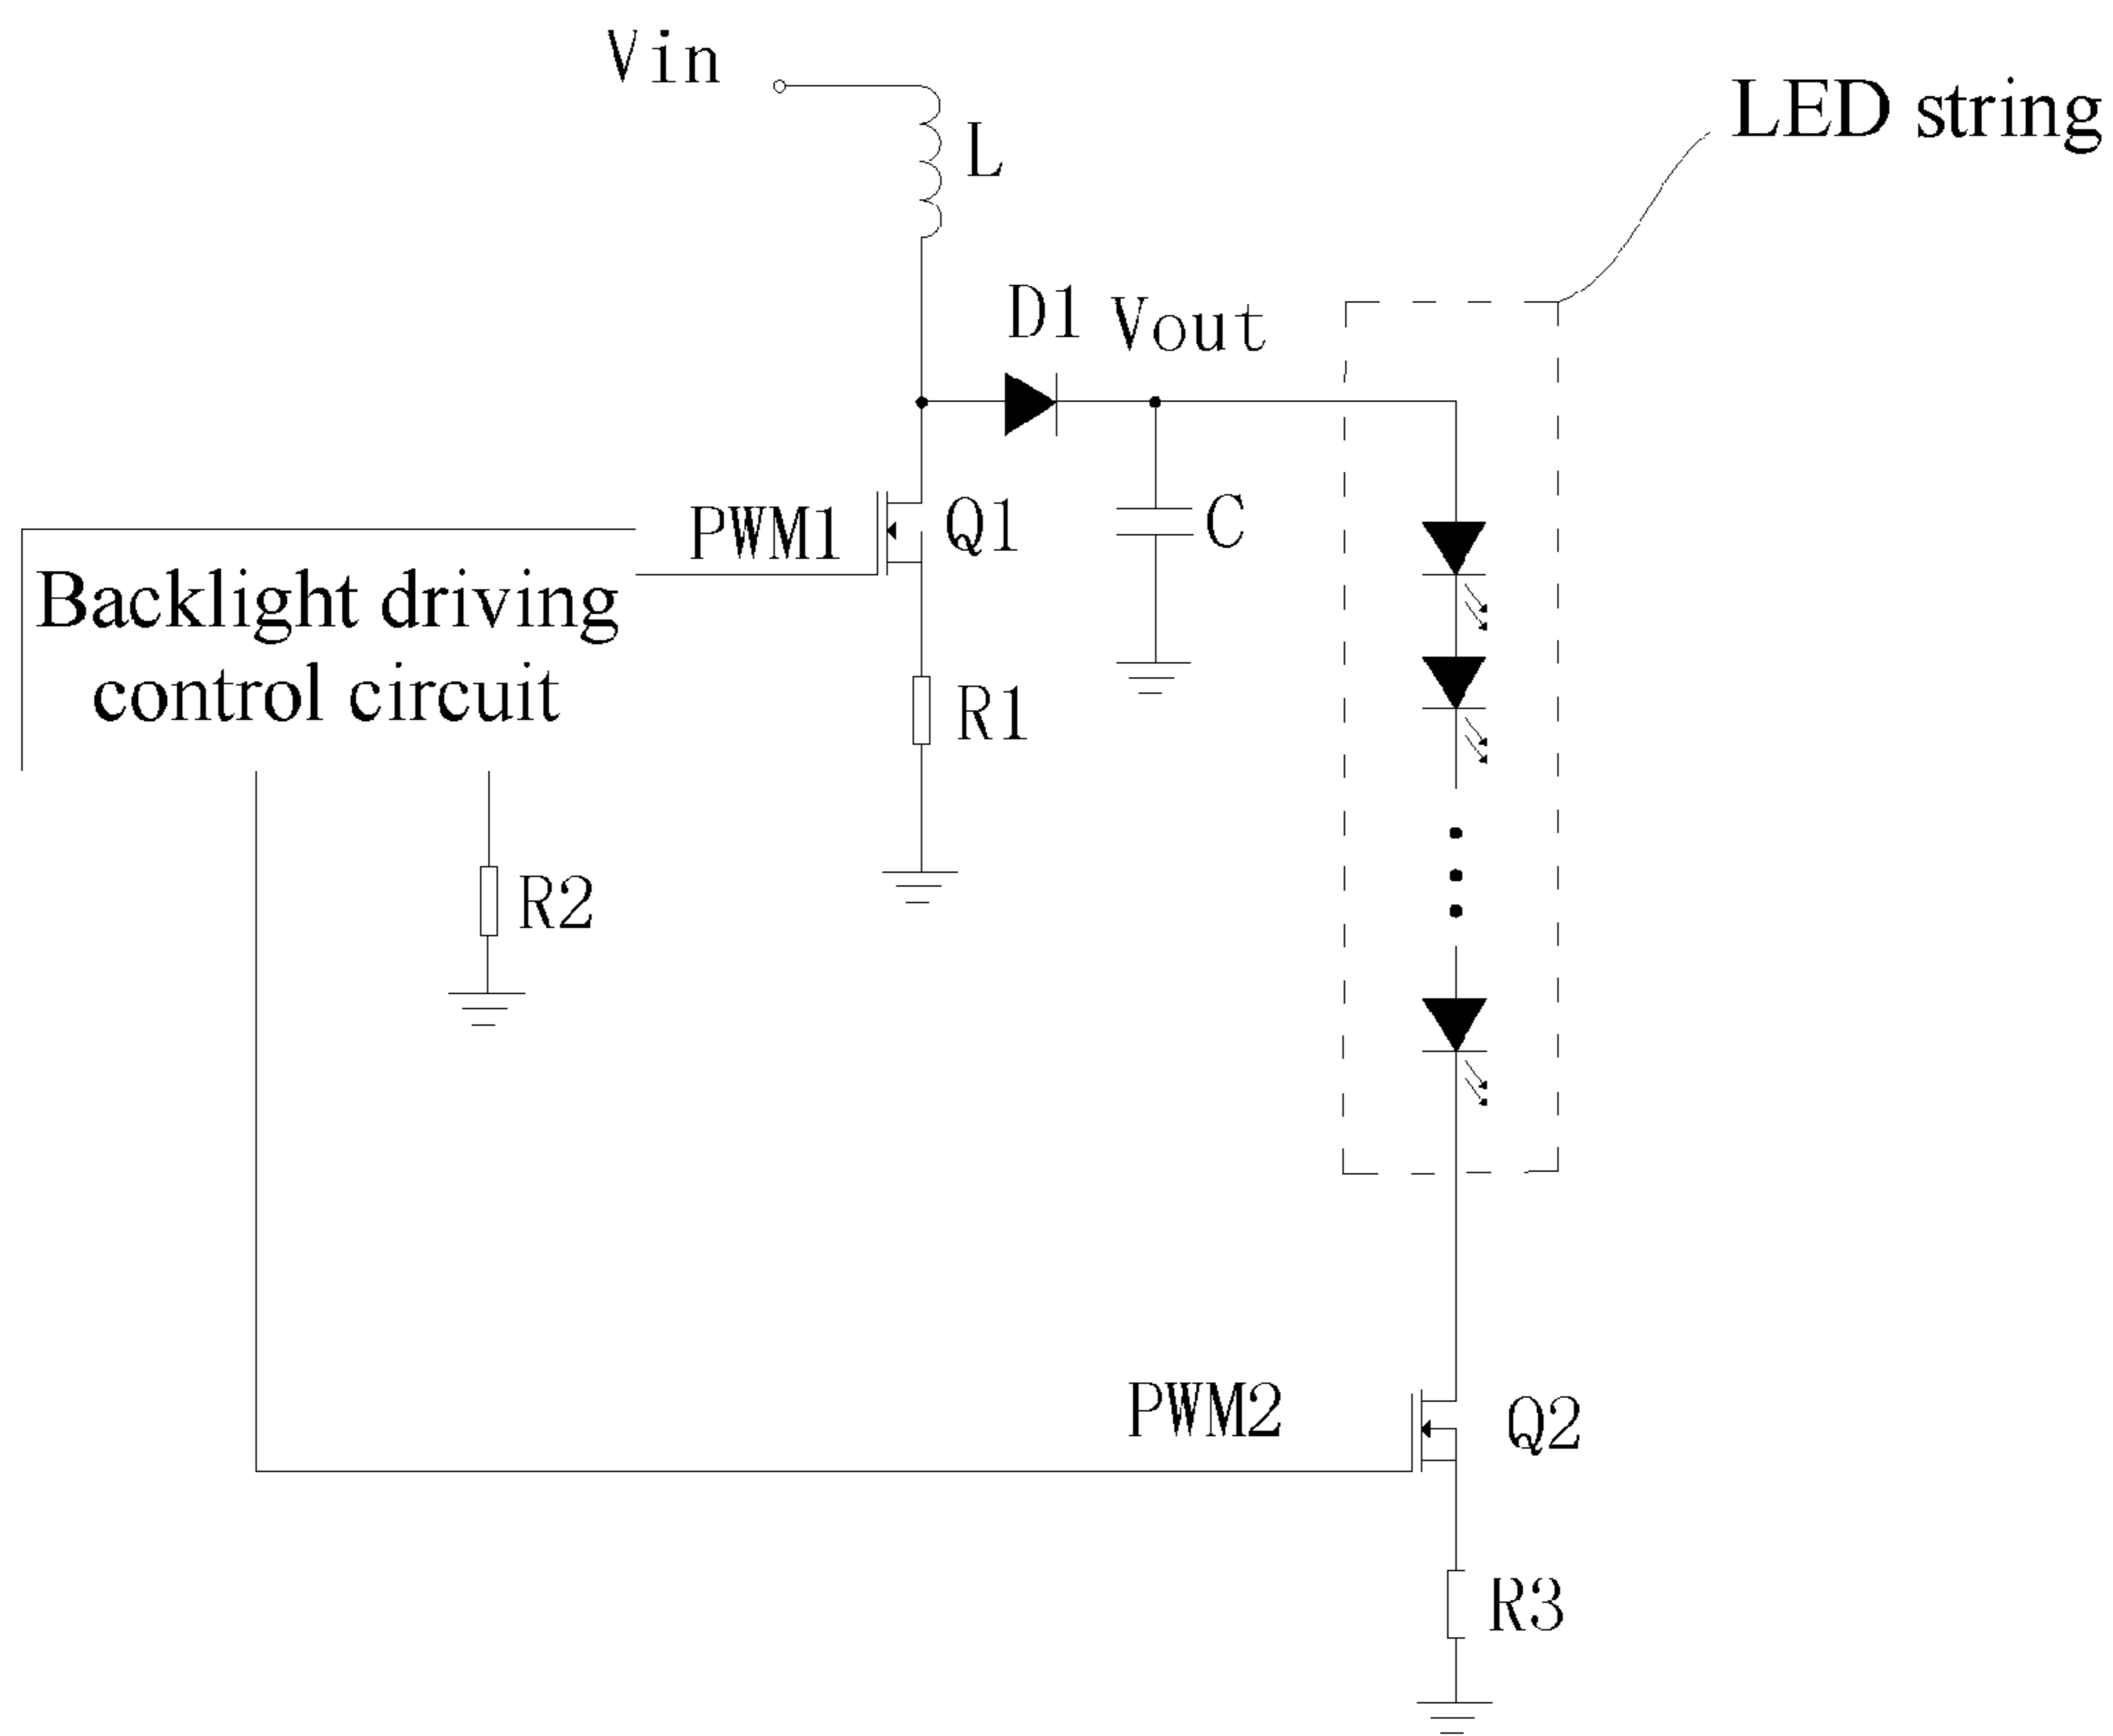 Vin
LED string
L
D1
Vout
PWM1
Q1
C
Backlight driving
control circuit
R1
R2
PWM2
Q2
R3